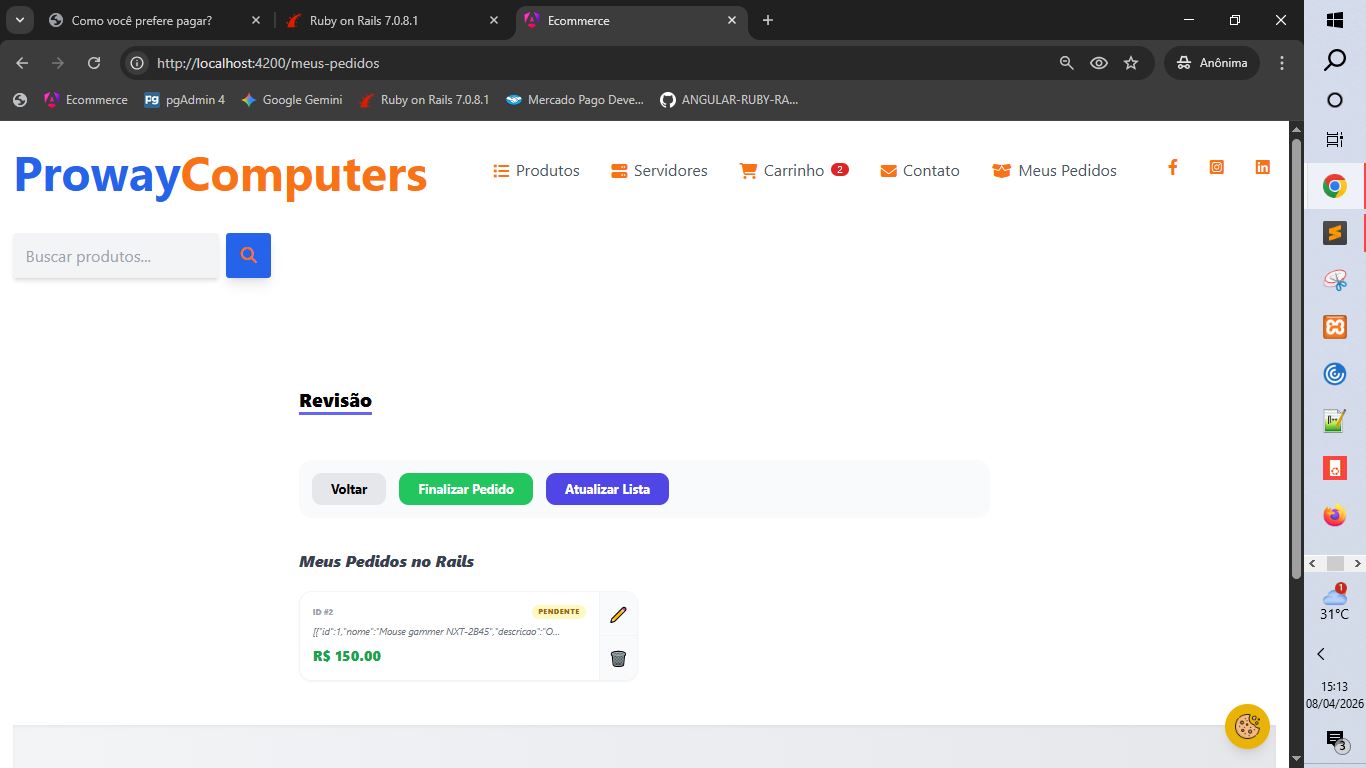 Como você prefere pagar?
Ruby on Rails 7.0.8.1
Ecommerce
http://localhost:4200/meus-pedidos
Anônima
Ecommerce
pgAdmin 4
Google Gemini
Ruby on Rails 7.0.8.1
Mercado Pago Deve...
ANGULAR-RUBY-RA...
ProwayComputers
Produtos
Servidores
Carrinho 2
Contato
Meus Pedidos
Buscar produtos...
Revisão
Voltar
Finalizar Pedido
Atualizar Lista
Meus Pedidos no Rails
ID #2
PENDENTE
[{"id":1,"nome":"Mouse gammer NXT-2B45","descricao":"O...
R$ 150.00
1
31°C
15:13
08/04/2026
3